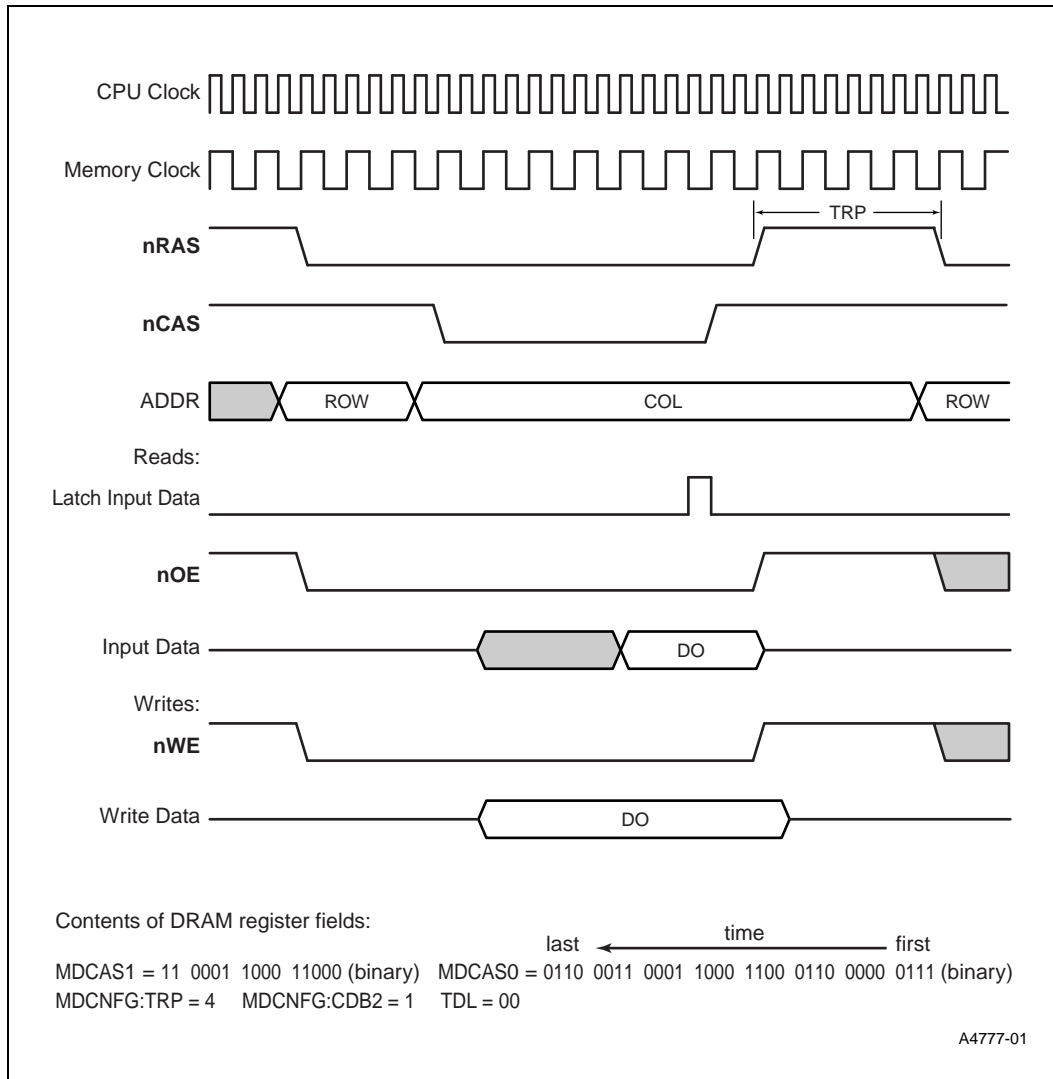 CPU Clock
Memory Clock
TRP
nRAS
nCAS
ADDR ROW COL ROW
Reads:
Latch Input Data
nOE
Input Data DO
Writes:
nWE
Write Data DO
Contents of DRAM register fields:
last time first
MDCAS1 = 11 0001 1000 11000 (binary) MDCAS0 = 0110 0011 0001 1000 1100 0110 0000 0111 (binary)
MDCNFG:TRP = 4 MDCNFG:CDB2 = 1 TDL = 00
A4777-01